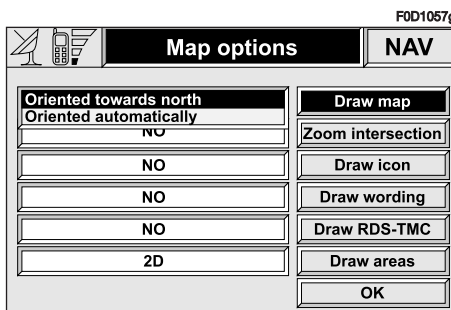 F0D1057g
Map options NAV
Oriented towards north Draw map
Oriented automatically
NO Zoom intersection
NO Draw icon
NO Draw wording
NO Draw RDS-TMC
2D Draw areas
OK